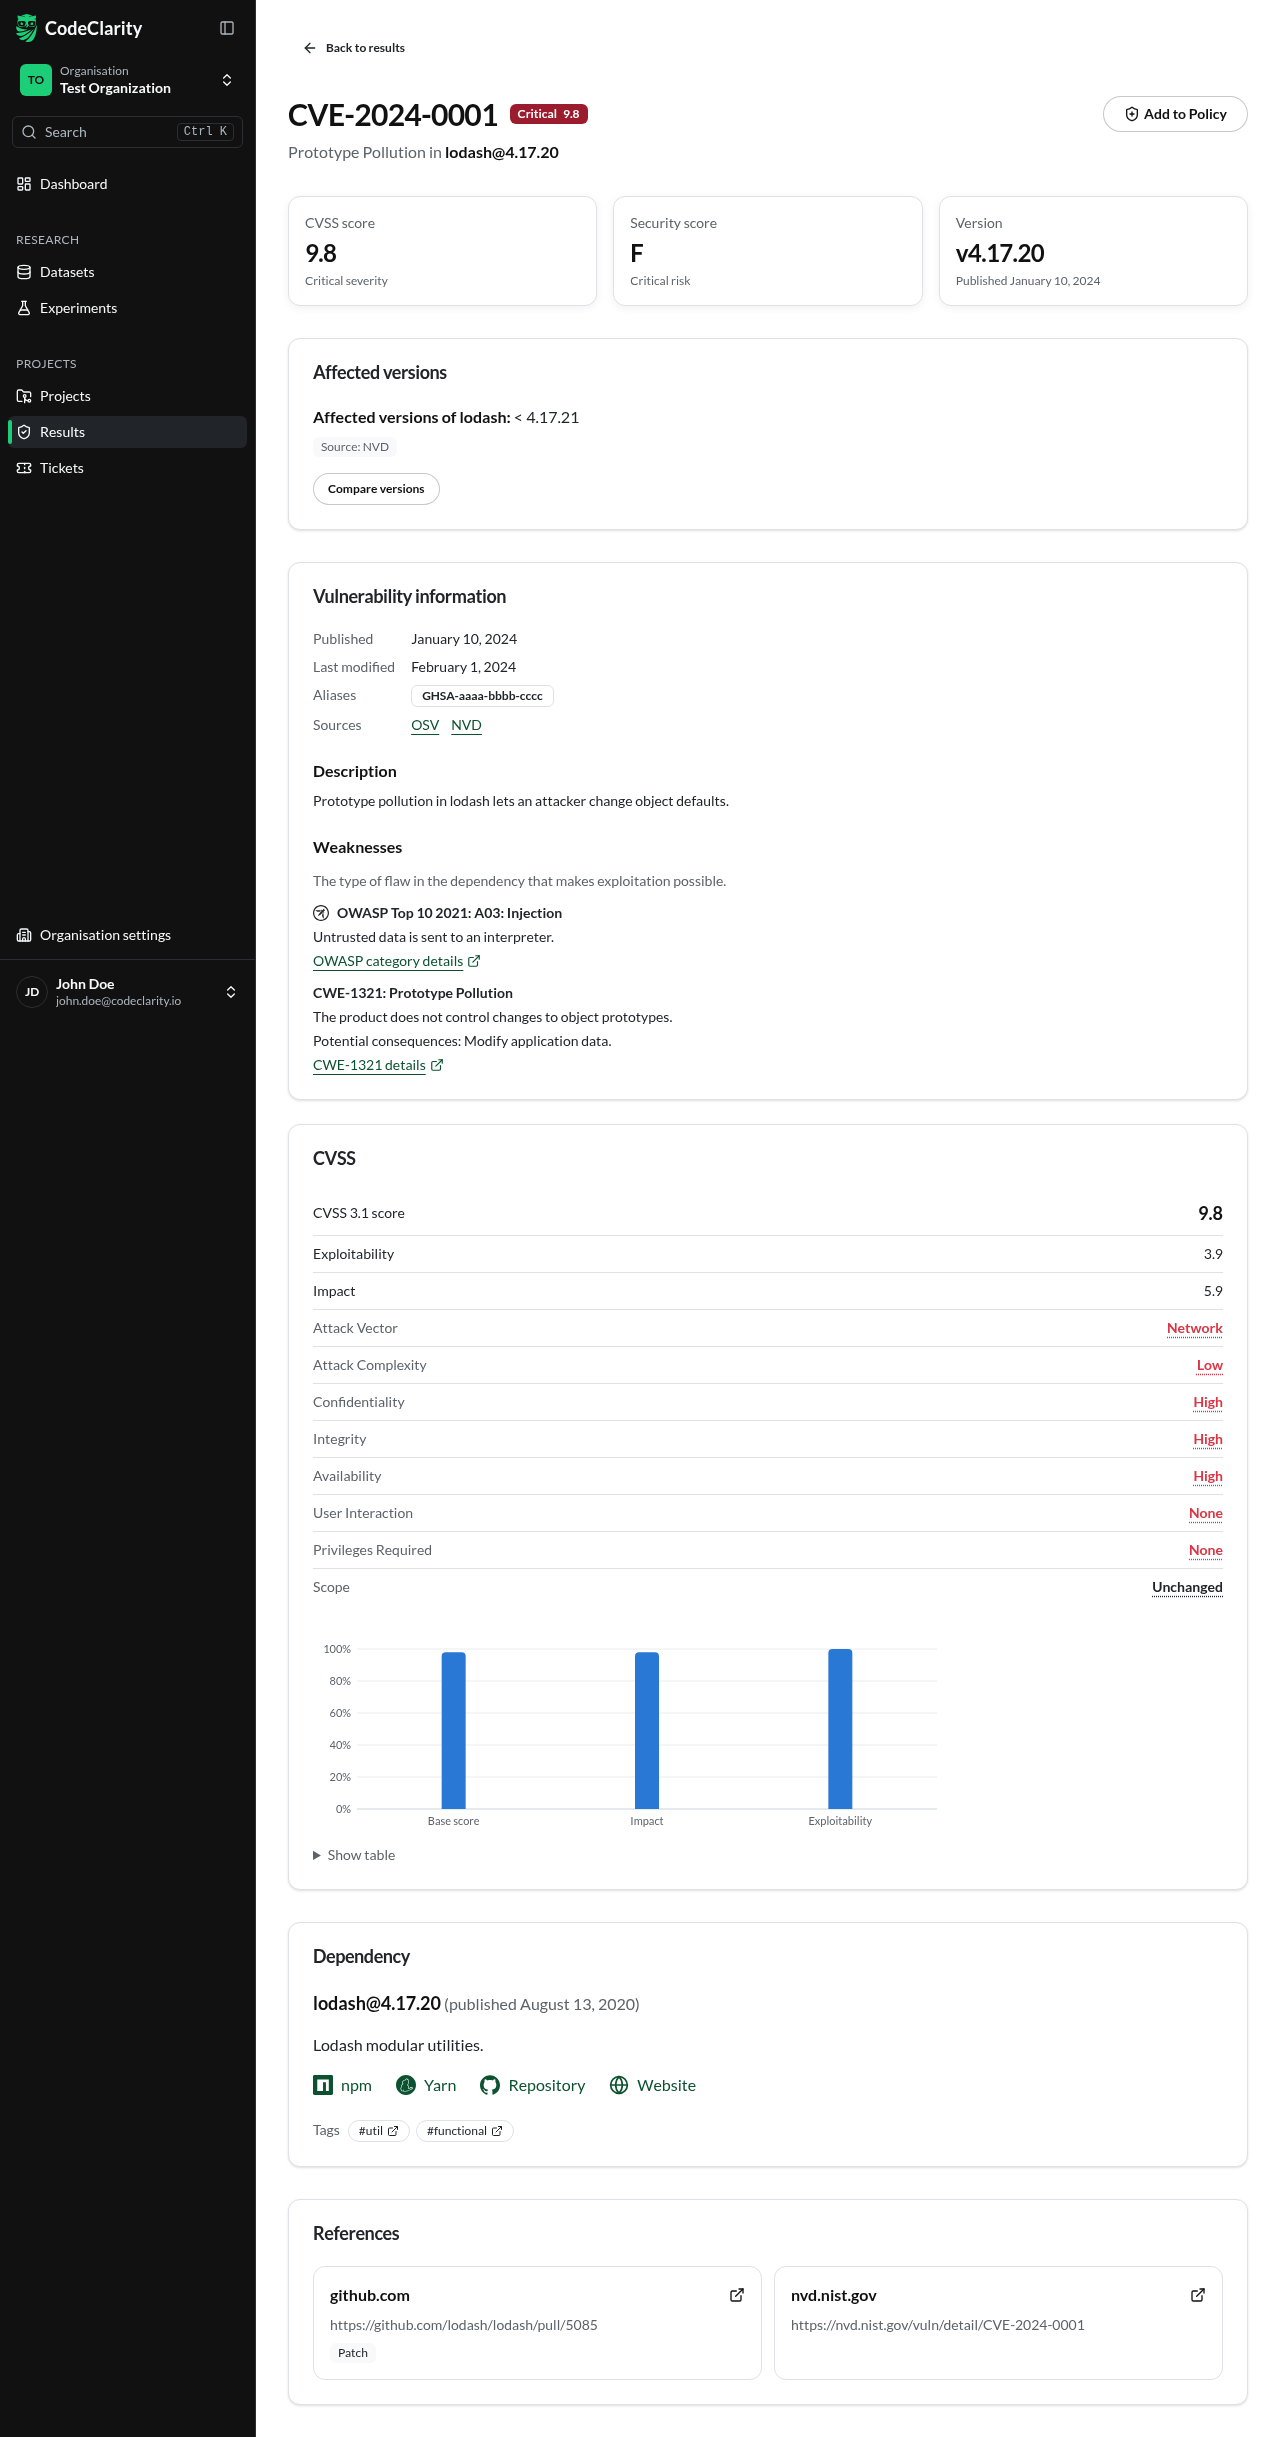 CodeClarity
TO
Organisation
Test Organization
Search
Ctrl K
Dashboard
RESEARCH
Datasets
Experiments
PROJECTS
Projects
Results
Tickets
Organisation settings
JD
John Doe
john.doe@codeclarity.io
Back to results
CVE-2024-0001
Critical 9.8
Add to Policy
Prototype Pollution in lodash@4.17.20
CVSS score
9.8
Critical severity
Security score
F
Critical risk
Version
v4.17.20
Published January 10, 2024
Affected versions
Affected versions of lodash: < 4.17.21
Source: NVD
Compare versions
Vulnerability information
Published January 10, 2024
Last modified February 1, 2024
Aliases GHSA-aaaa-bbbb-cccc
Sources OSV NVD
Description
Prototype pollution in lodash lets an attacker change object defaults.
Weaknesses
The type of flaw in the dependency that makes exploitation possible.
OWASP Top 10 2021: A03: Injection
Untrusted data is sent to an interpreter.
OWASP category details
CWE-1321: Prototype Pollution
The product does not control changes to object prototypes.
Potential consequences: Modify application data.
CWE-1321 details
CVSS
CVSS 3.1 score 9.8
Exploitability 3.9
Impact 5.9
Attack Vector Network
Attack Complexity Low
Confidentiality High
Integrity High
Availability High
User Interaction None
Privileges Required None
Scope Unchanged
100%
80%
60%
40%
20%
0%
Base score Impact Exploitability
Show table
Dependency
lodash@4.17.20 (published August 13, 2020)
Lodash modular utilities.
npm Yarn Repository Website
Tags #util #functional
References
github.com
https://github.com/lodash/lodash/pull/5085
Patch
nvd.nist.gov
https://nvd.nist.gov/vuln/detail/CVE-2024-0001